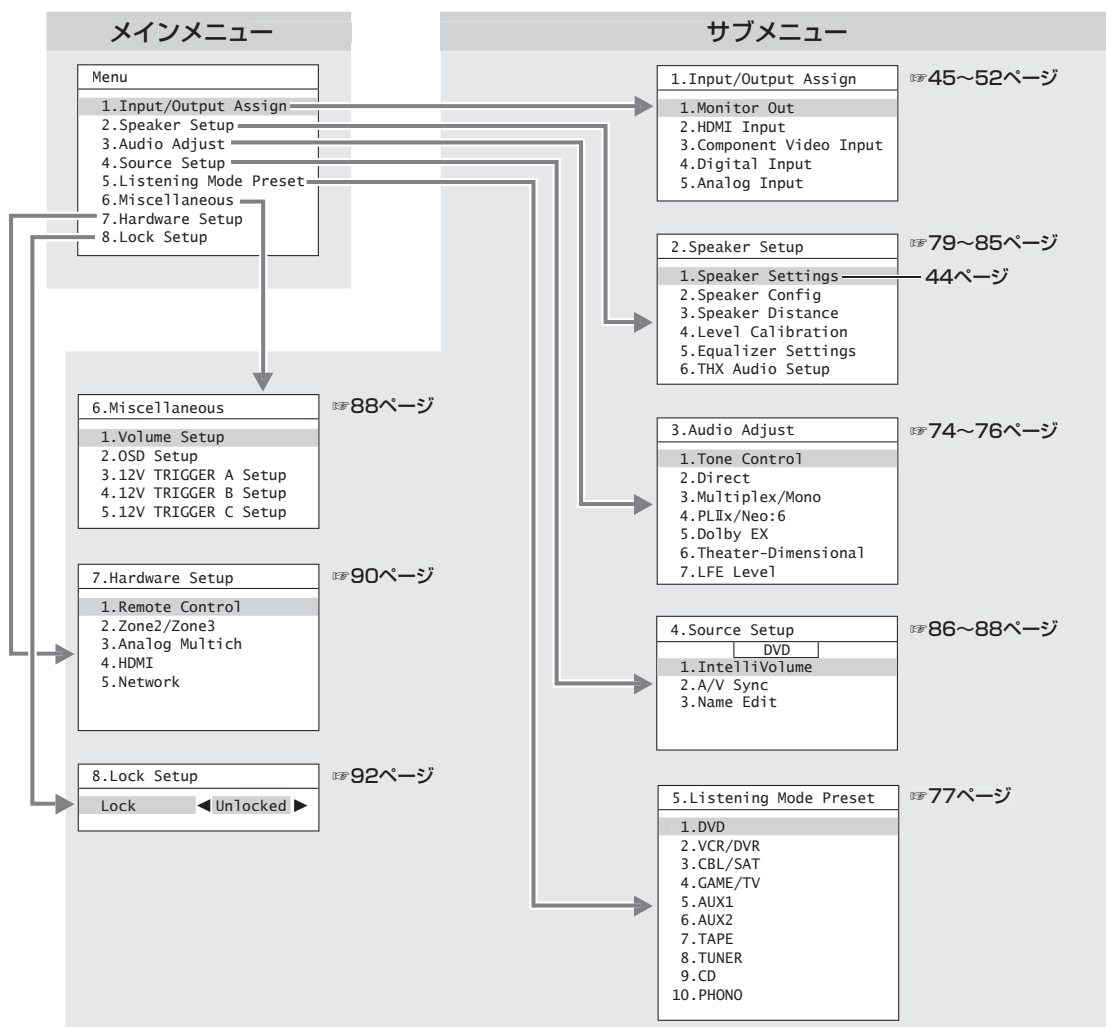 メインメニュー
サブメニュー
Menu
1.Input/Output Assign
2.Speaker Setup
3.Audio Adjust
4.Source Setup
5.Listening Mode Preset
6.Miscellaneous
7.Hardware Setup
8.Lock Setup
1.Input/Output Assign
☞45～52ページ
1.Monitor Out
2.HDMI Input
3.Component Video Input
4.Digital Input
5.Analog Input
2.Speaker Setup
☞79～85ページ
1.Speaker Settings
44ページ
2.Speaker Config
3.Speaker Distance
4.Level Calibration
5.Equalizer Settings
6.THX Audio Setup
3.Audio Adjust
☞74～76ページ
1.Tone Control
2.Direct
3.Multiplex/Mono
4.PLⅡx/Neo:6
5.Dolby EX
6.Theater-Dimensional
7.LFE Level
4.Source Setup
☞86～88ページ
DVD
1.IntelliVolume
2.A/V Sync
3.Name Edit
5.Listening Mode Preset
☞77ページ
1.DVD
2.VCR/DVR
3.CBL/SAT
4.GAME/TV
5.AUX1
6.AUX2
7.TAPE
8.TUNER
9.CD
10.PHONO
6.Miscellaneous
☞88ページ
1.Volume Setup
2.OSD Setup
3.12V TRIGGER A Setup
4.12V TRIGGER B Setup
5.12V TRIGGER C Setup
7.Hardware Setup
☞90ページ
1.Remote Control
2.Zone2/Zone3
3.Analog Multich
4.HDMI
5.Network
8.Lock Setup
☞92ページ
Lock ◀Unlocked▶